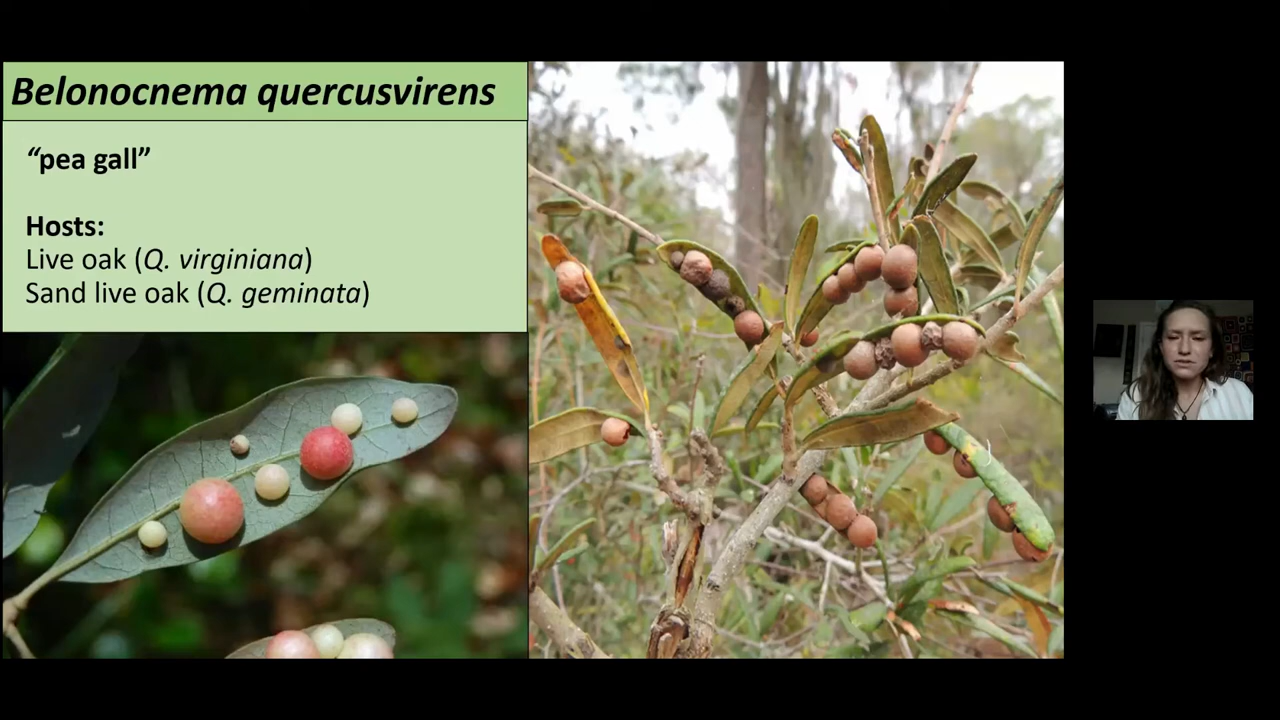 Belonocnema quercusvirens
“pea gall”
Hosts:
Live oak (Q. virginiana)
Sand live oak (Q. geminata)